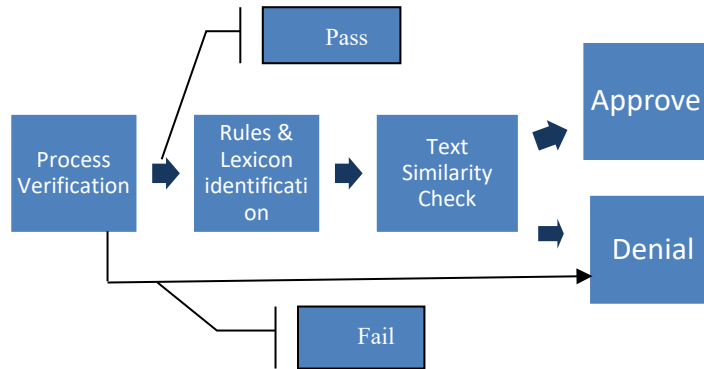 Pass
Approve
Process
Verification
Rules &
Lexicon
identificati
on
Text
Similarity
Check
Denial
Fail